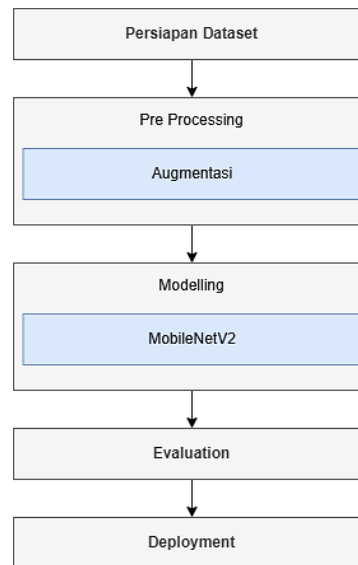 Persiapan Dataset
Pre Processing
Augmentasi
Modelling
MobileNetV2
Evaluation
Deployment